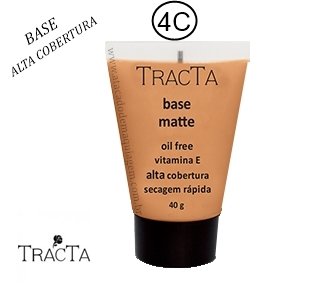 4C
BASE
ALTA COBERTURA
TRACTA
base
matte
oil free
vitamina E
alta cobertura
secagem rápida
40 g
TRACTA